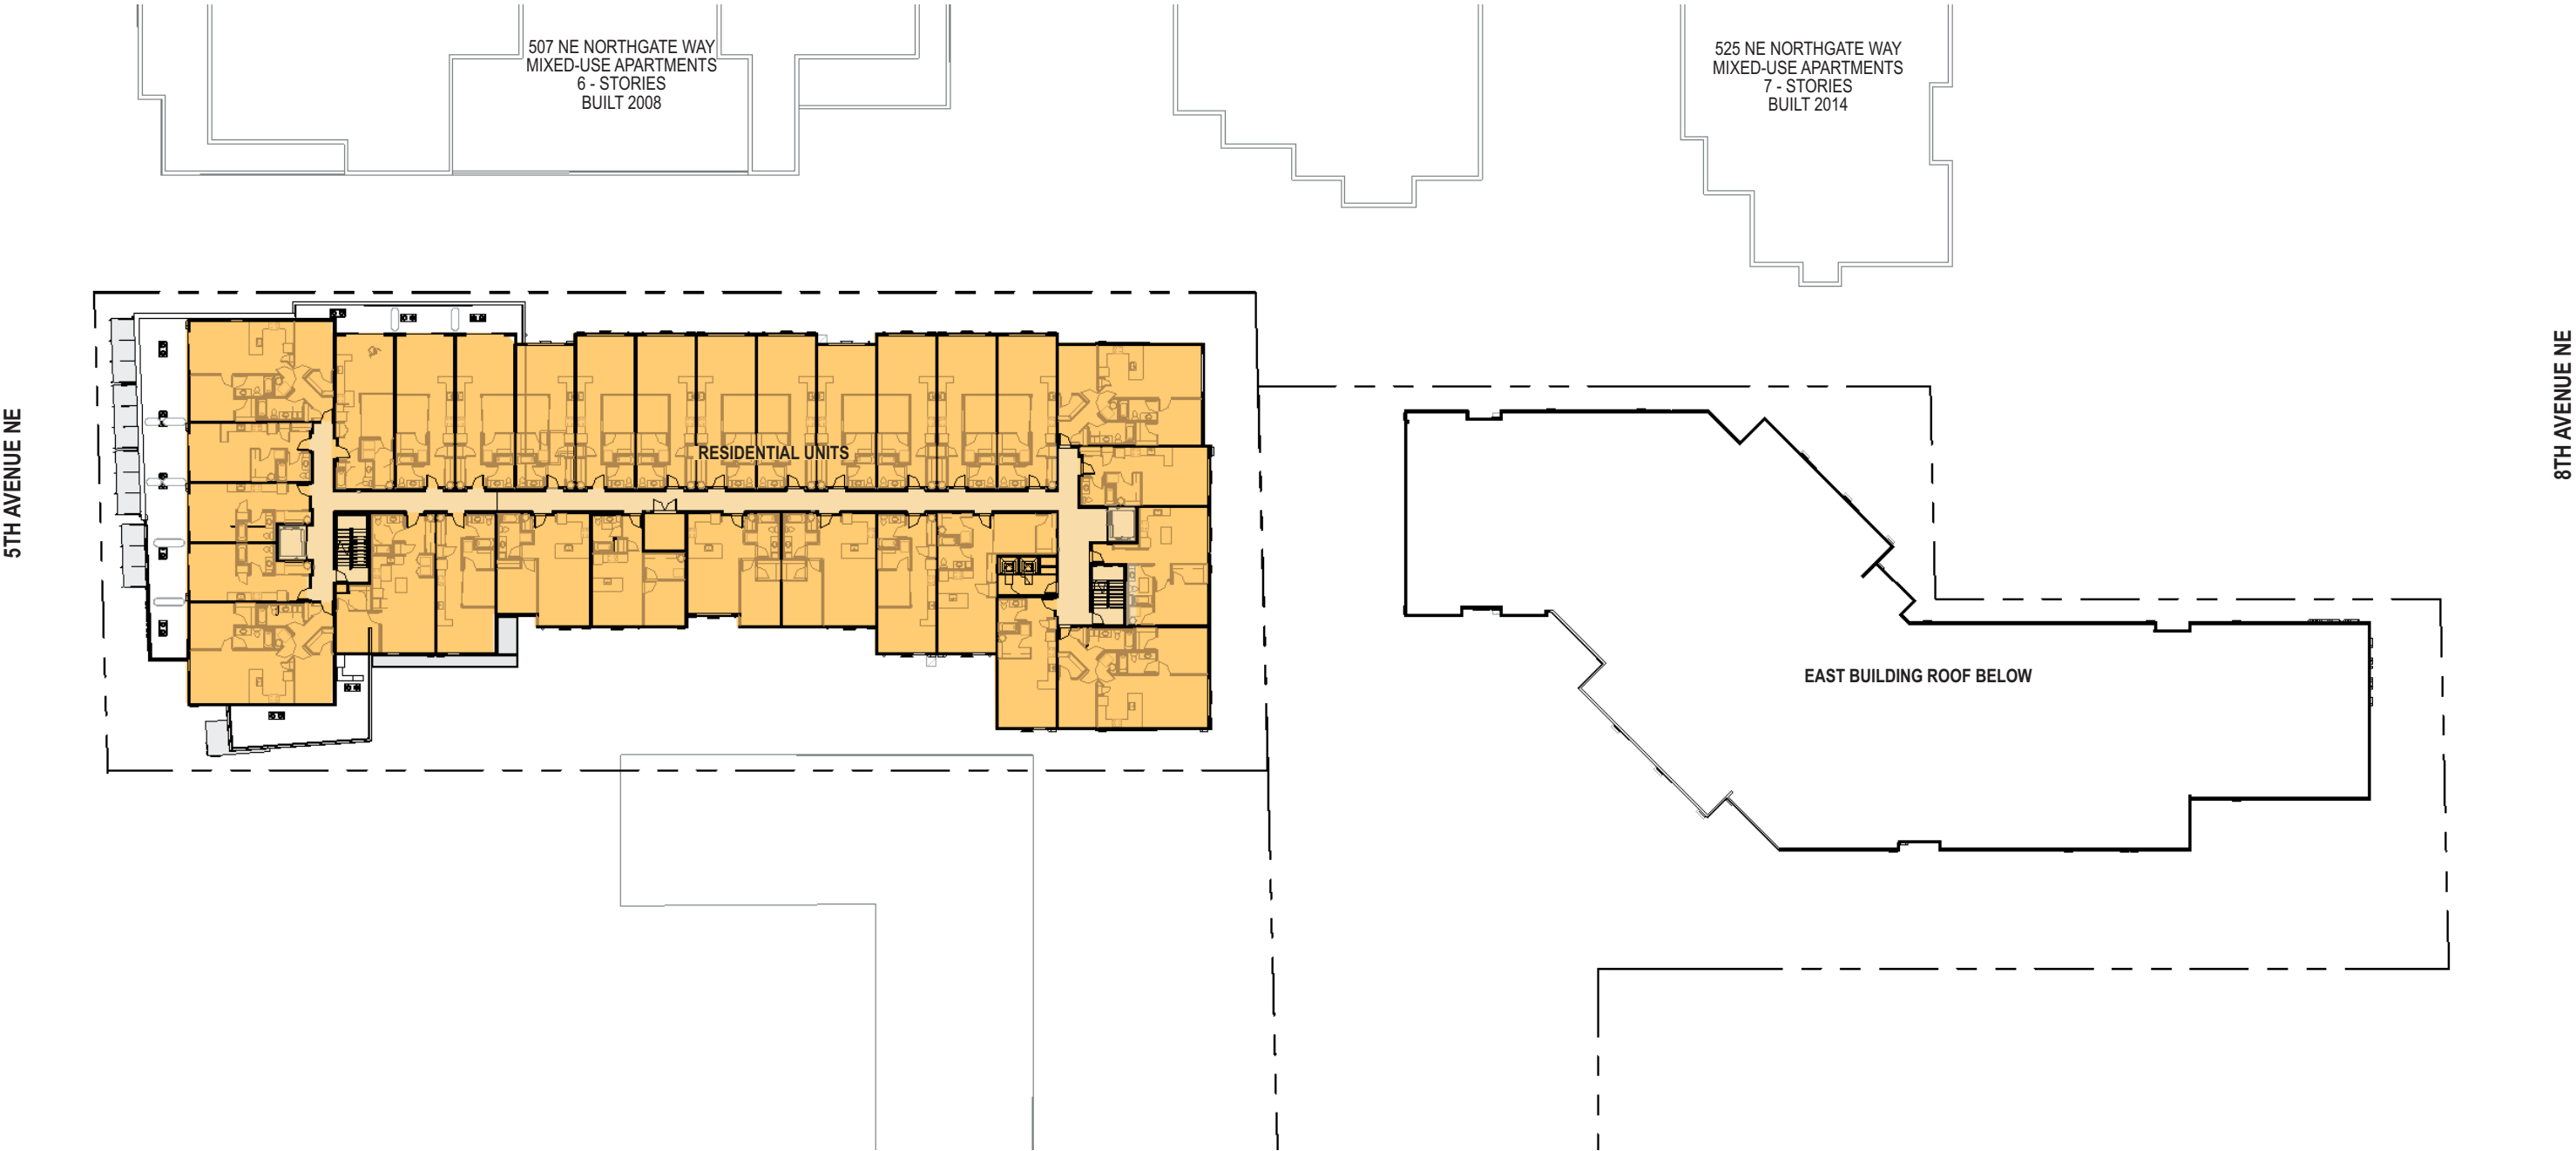 507 NE NORTHGATE WAY
MIXED-USE APARTMENTS
6 - STORIES
BUILT 2008
525 NE NORTHGATE WAY
MIXED-USE APARTMENTS
7 - STORIES
BUILT 2014
5TH AVENUE NE
RESIDENTIAL UNITS
8TH AVENUE NE
EAST BUILDING ROOF BELOW